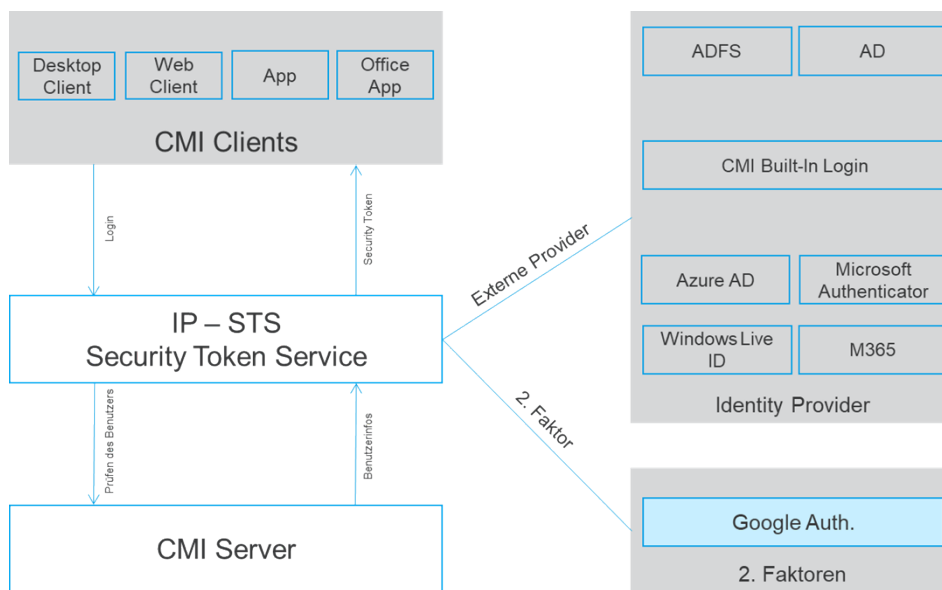 Desktop
Client
Web
Client
App
Office
App
CMI Clients
Login
Security Token
IP – STS
Security Token Service
Prüfen des Benutzers
Benutzerinfos
CMI Server
Externe Provider
2. Faktor
ADFS
AD
CMI Built-In Login
Azure AD
Microsoft
Authenticator
Windows Live
ID
M365
Identity Provider
Google Auth.
2. Faktoren